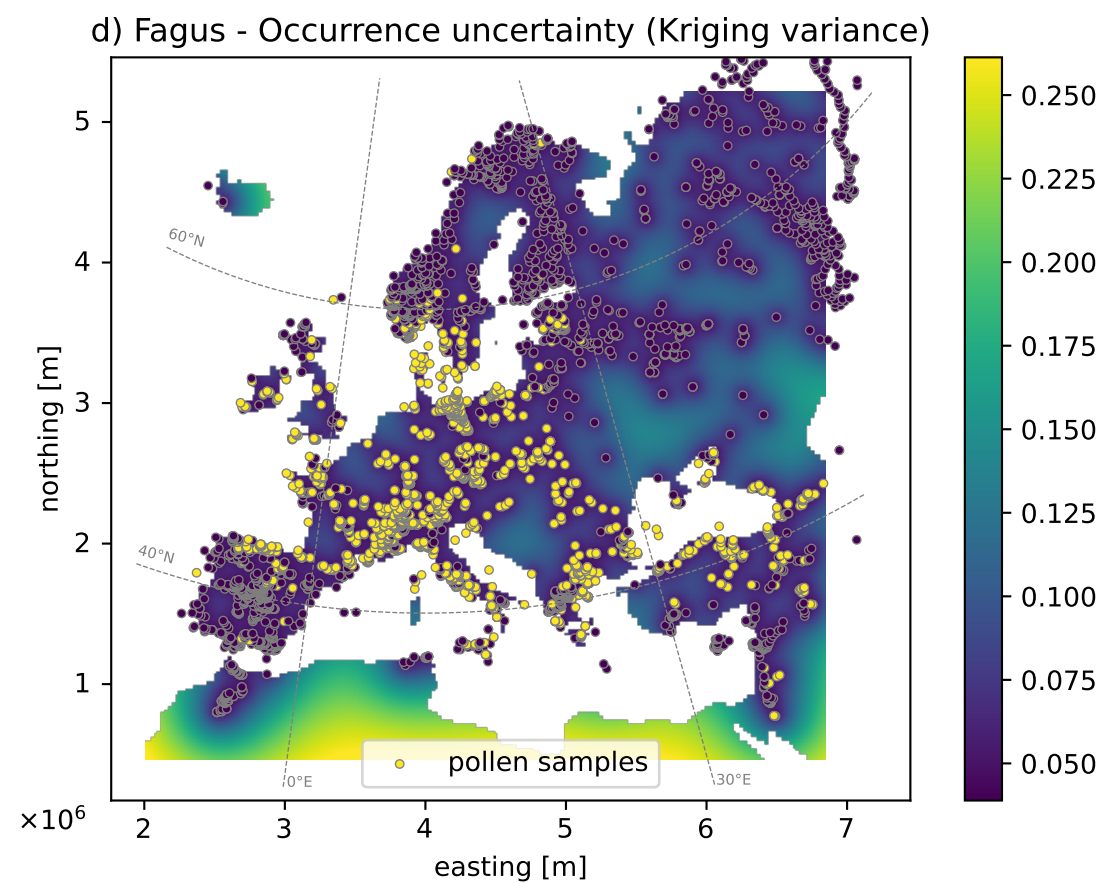 d) Fagus - Occurrence uncertainty (Kriging variance)
5
4
3
2
1
northing [m]
60°N
40°N
0°E
30°E
pollen samples
×10⁶
2 3 4 5 6 7
easting [m]
0.250
0.225
0.200
0.175
0.150
0.125
0.100
0.075
0.050